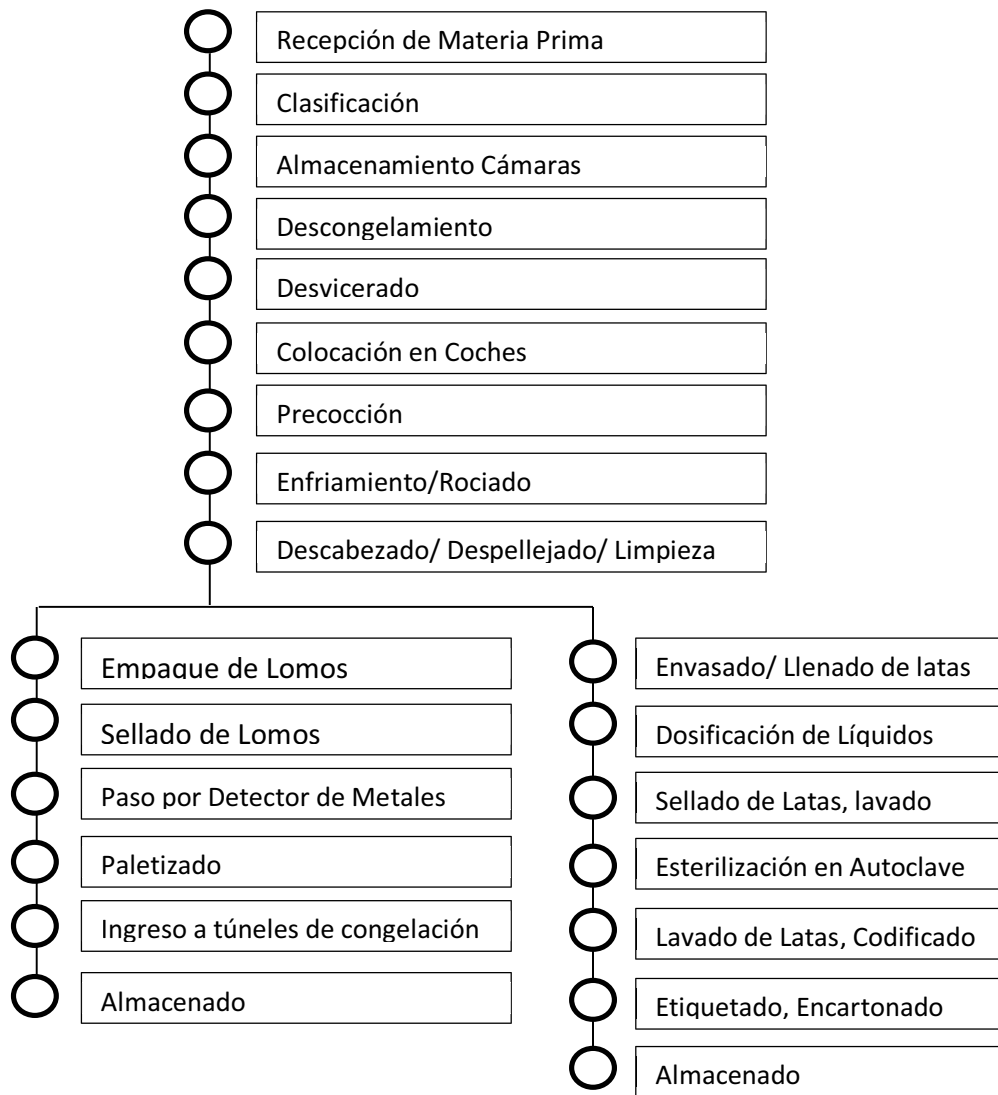 Recepción de Materia Prima
Clasificación
Almacenamiento Cámaras
Descongelamiento
Desvicerado
Colocación en Coches
Precocción
Enfriamiento/Rociado
Descabezado/ Despellejado/ Limpieza
Empaque de Lomos
Sellado de Lomos
Paso por Detector de Metales
Paletizado
Ingreso a túneles de congelación
Almacenado
Envasado/ Llenado de latas
Dosificación de Líquidos
Sellado de Latas, lavado
Esterilización en Autoclave
Lavado de Latas, Codificado
Etiquetado, Encartonado
Almacenado